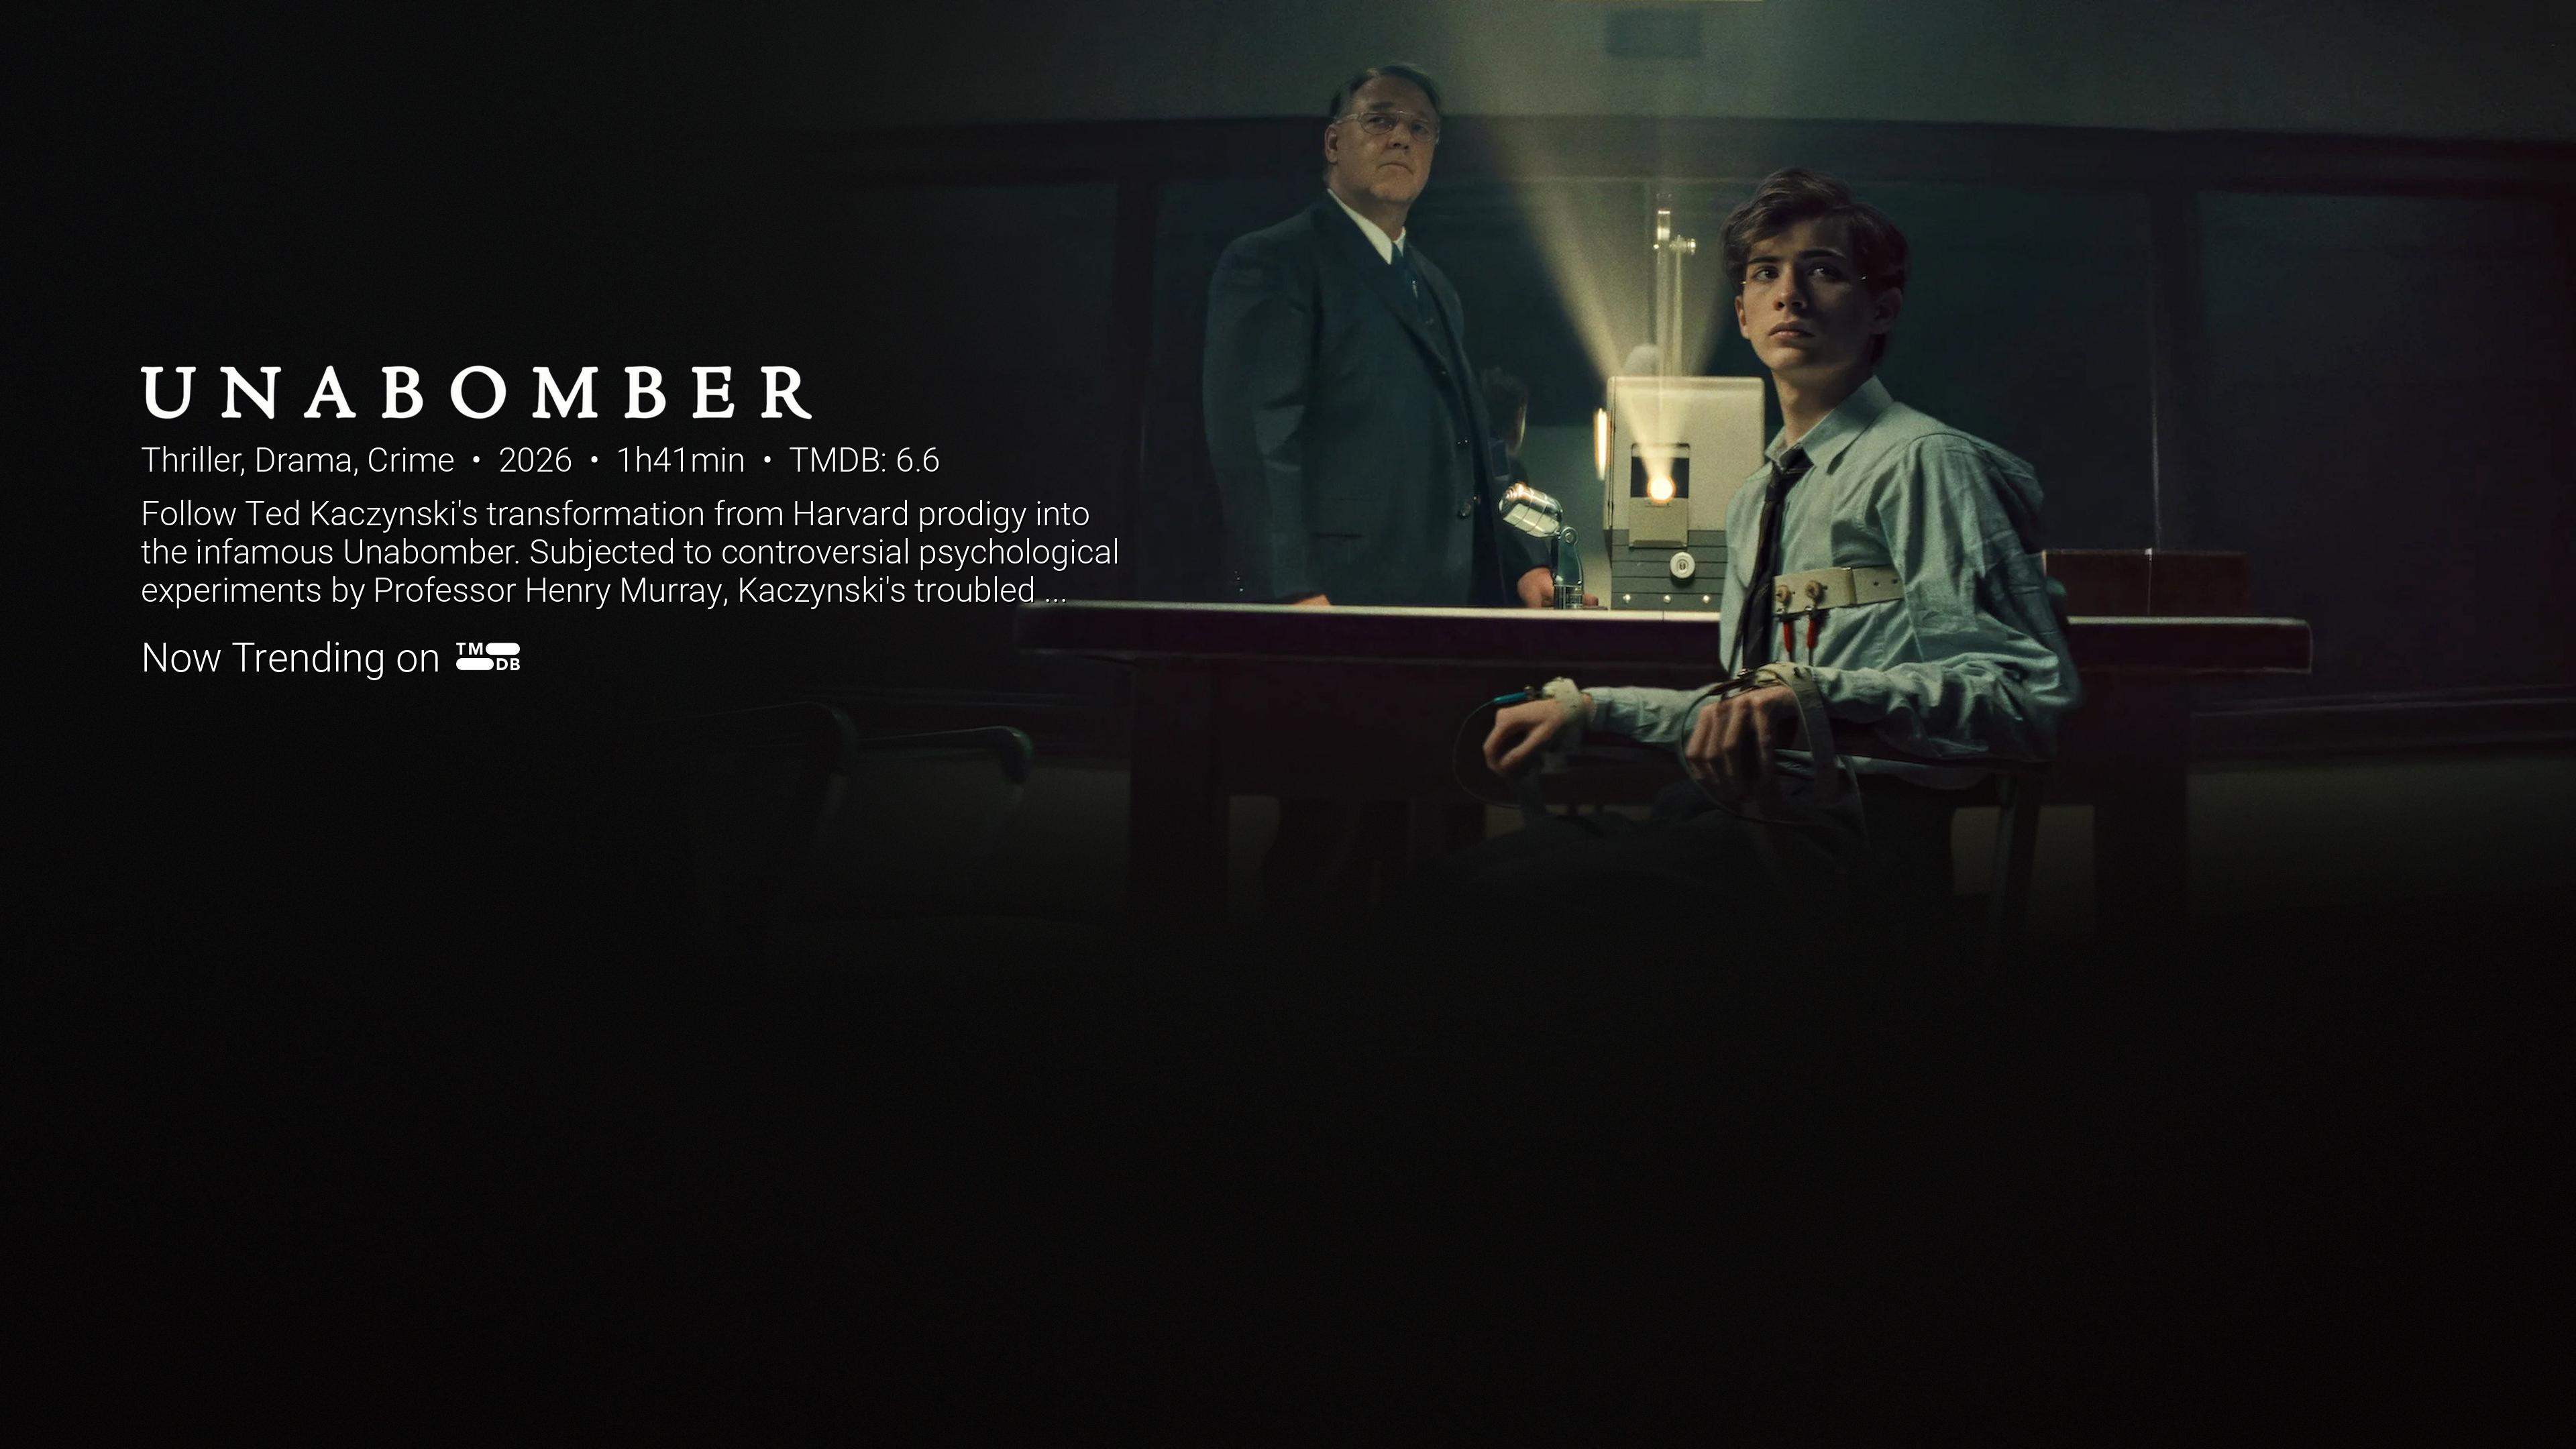 UNABOMBER
Thriller, Drama, Crime • 2026 • 1h41min • TMDB: 6.6
Follow Ted Kaczynski's transformation from Harvard prodigy into
the infamous Unabomber. Subjected to controversial psychological
experiments by Professor Henry Murray, Kaczynski's troubled ...
Now Trending on TMDB